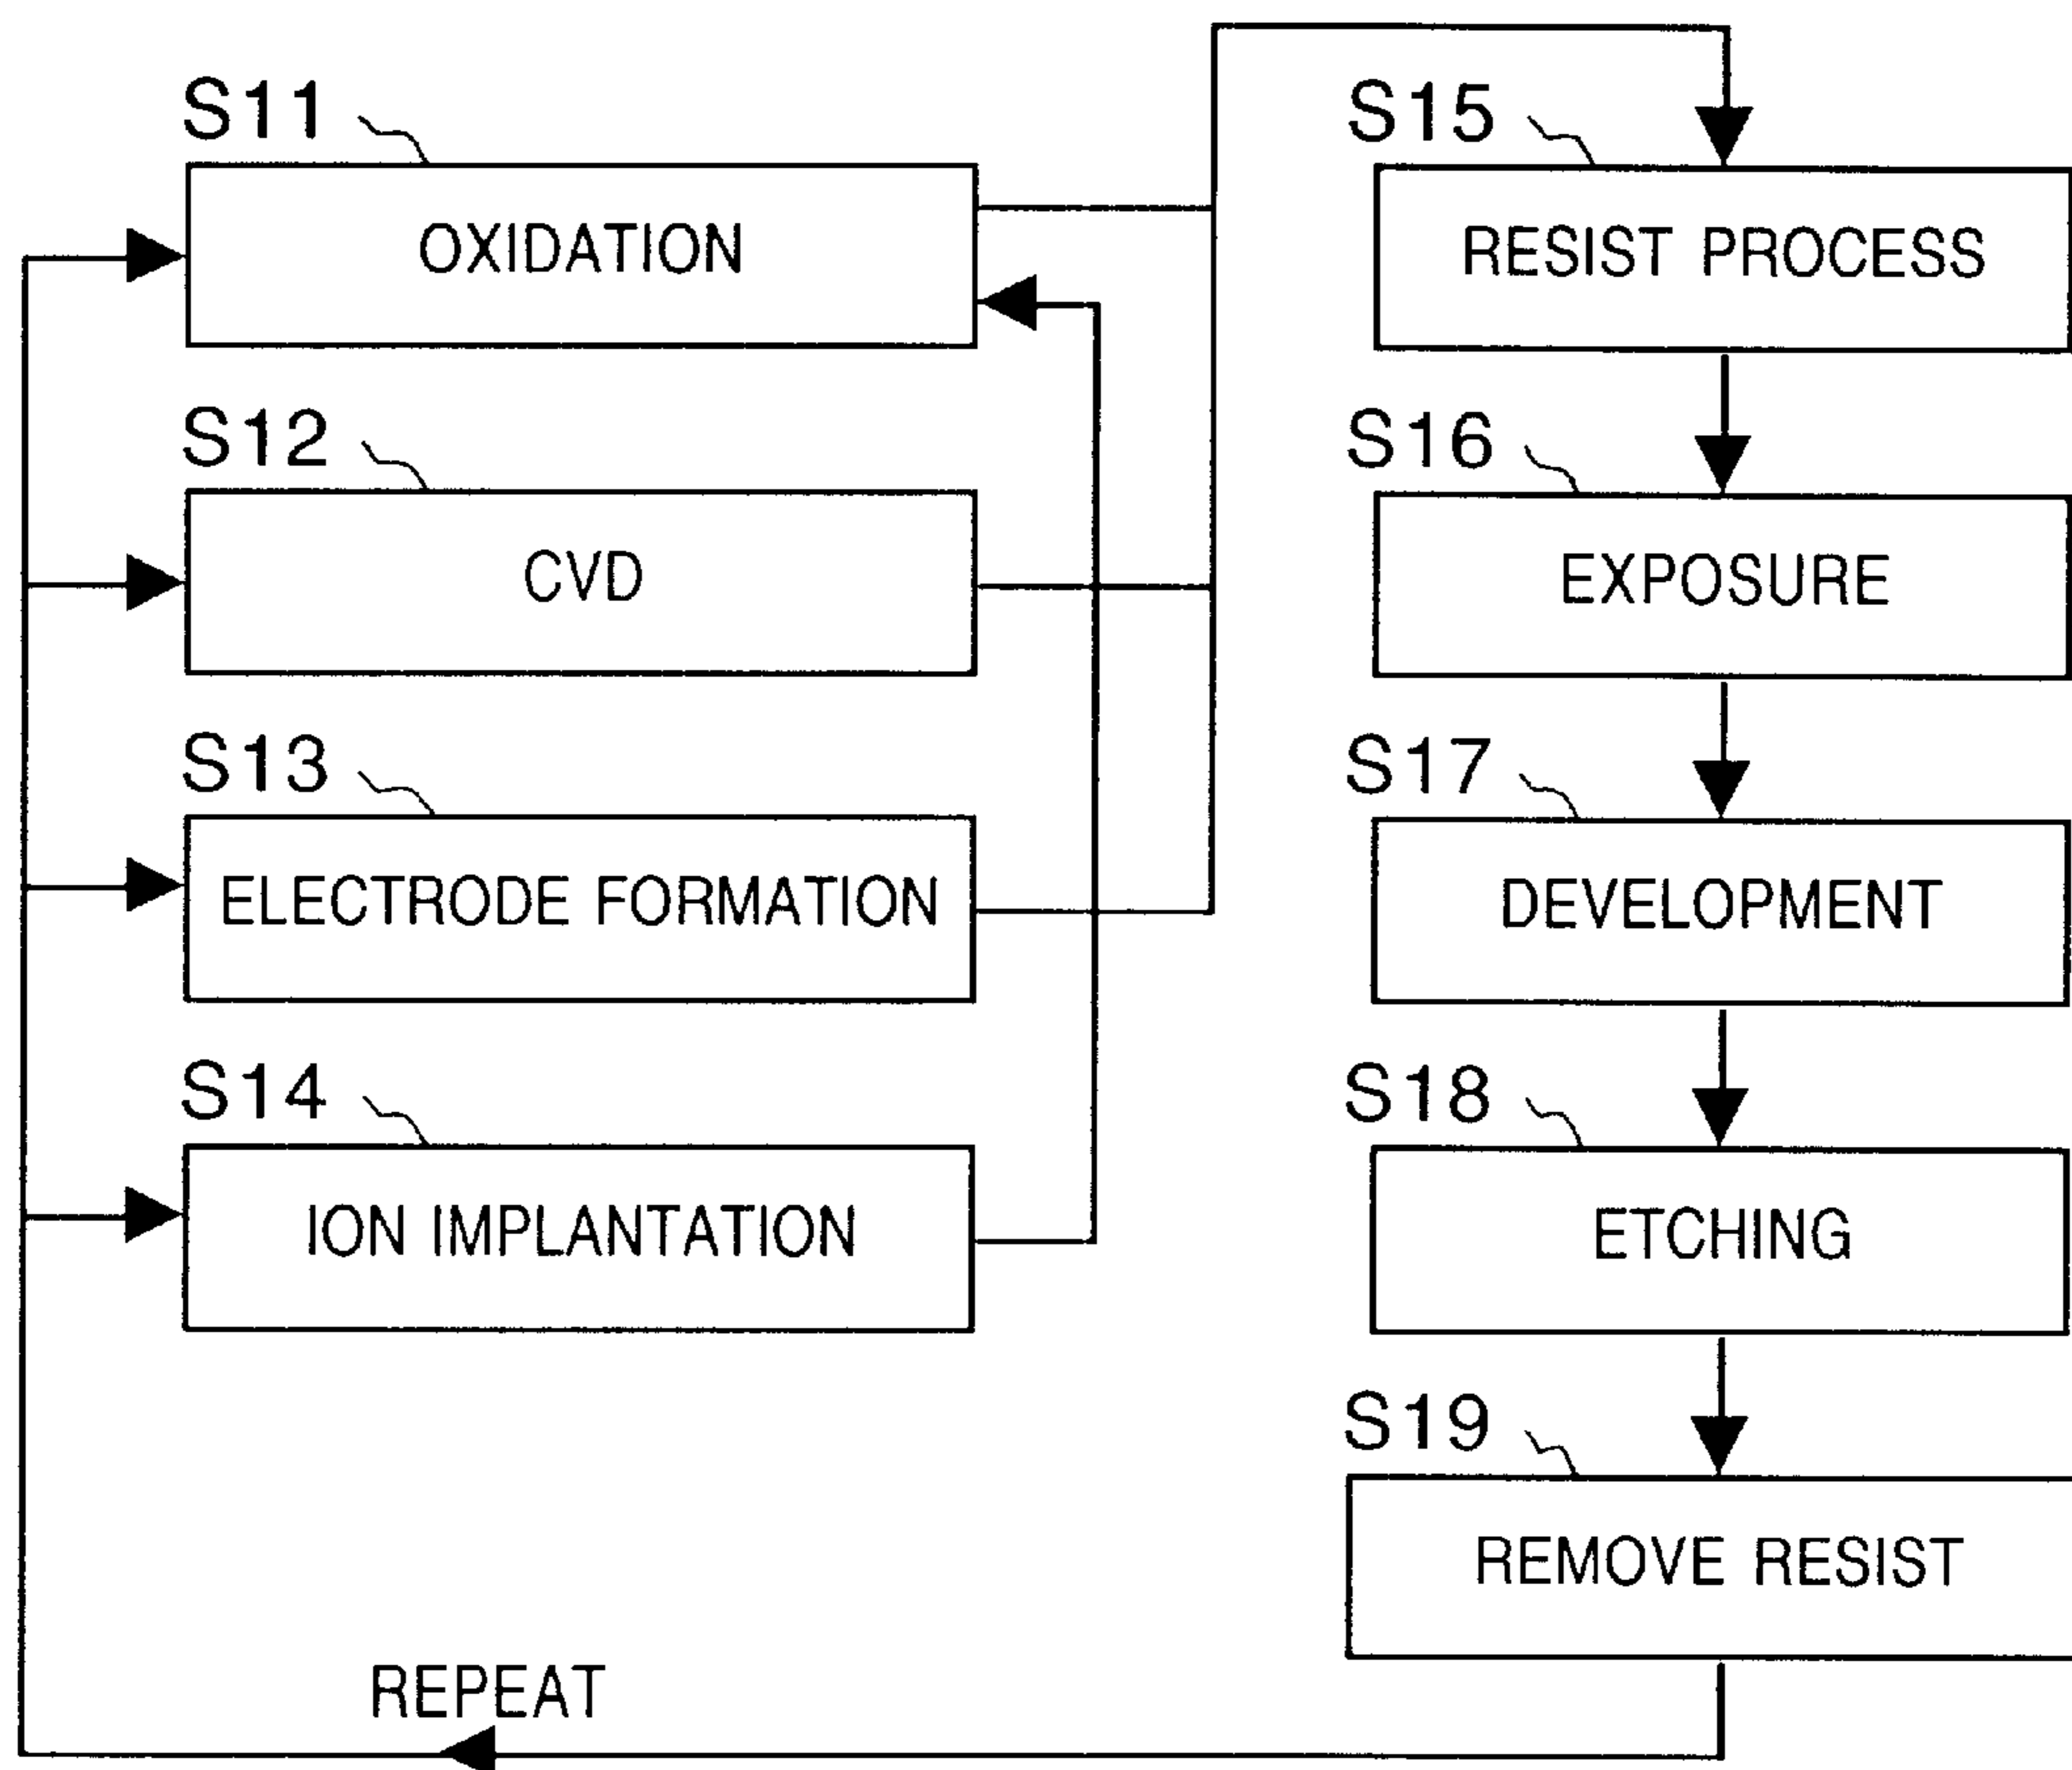 S11
OXIDATION
S12
CVD
S13
ELECTRODE FORMATION
S14
ION IMPLANTATION
S15
RESIST PROCESS
S16
EXPOSURE
S17
DEVELOPMENT
S18
ETCHING
S19
REMOVE RESIST
REPEAT